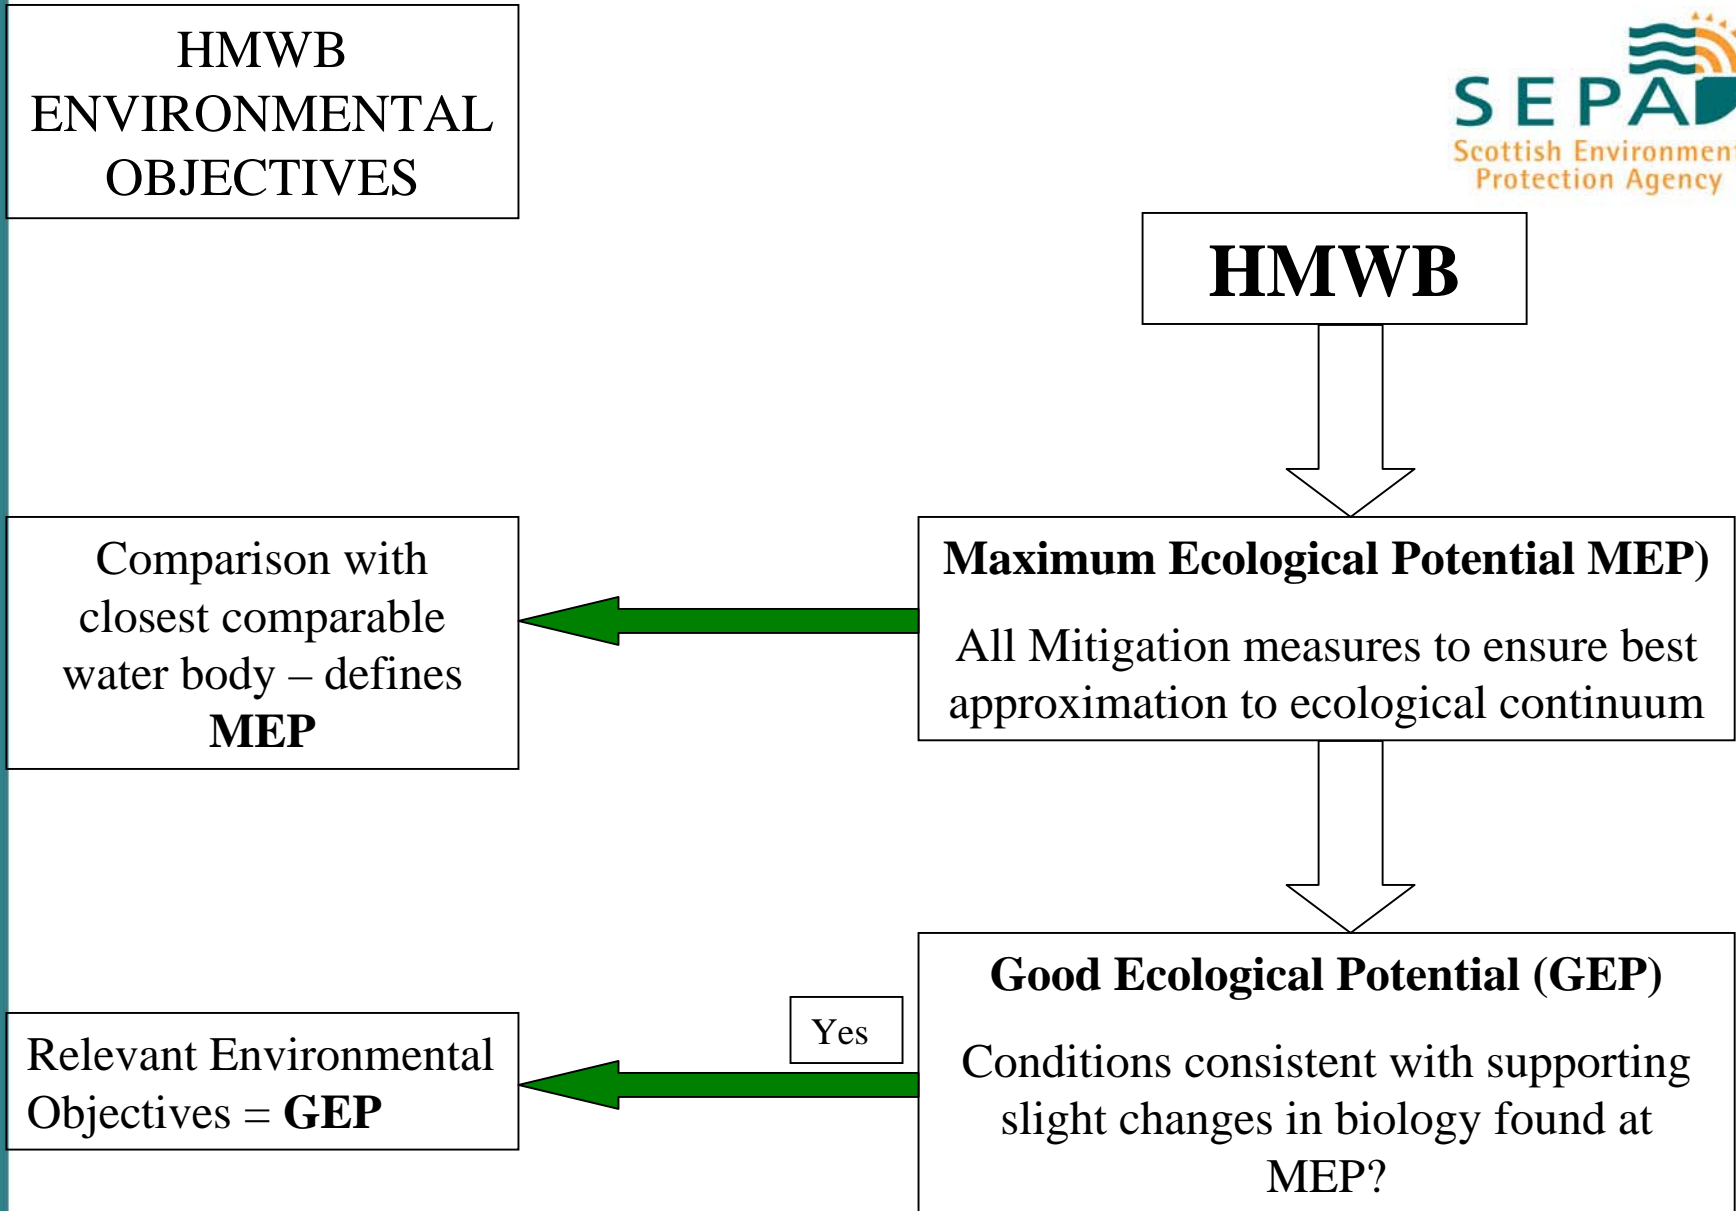 HMWB
ENVIRONMENTAL
OBJECTIVES
SEPA
Scottish Environment
Protection Agency
HMWB
Comparison with
closest comparable
water body – defines
MEP
Maximum Ecological Potential MEP)
All Mitigation measures to ensure best
approximation to ecological continuum
Relevant Environmental
Objectives = GEP
Yes
Good Ecological Potential (GEP)
Conditions consistent with supporting
slight changes in biology found at
MEP?